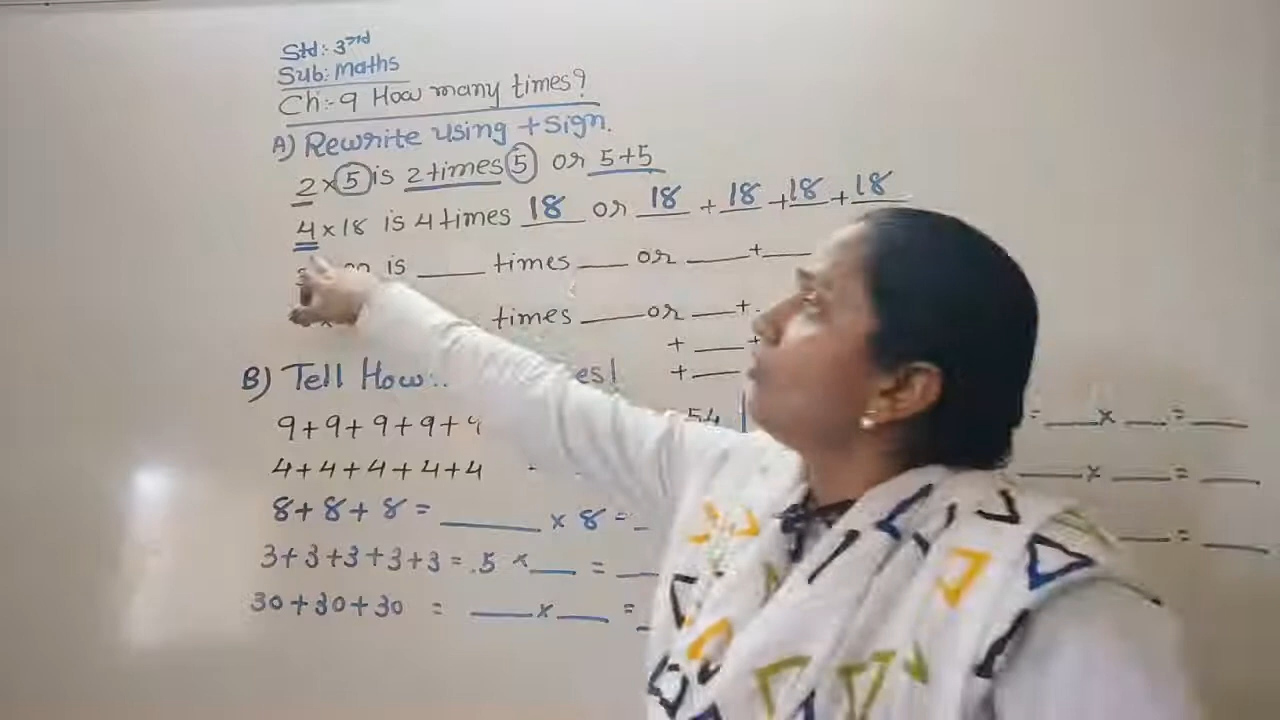 Std:- 3rd
Sub: Maths
Ch:- 9 How many times?
A) Rewrite using + sign.
2 × 5 is 2 times 5 or 5+5
4 × 18 is 4 times 18 or 18 + 18 + 18 + 18
is ____ times ____ or ____ + ____
× times ____ or ____ +
+ ____ +
+ ____
B) Tell How
9+9+9+9+9 54
4+4+4+4+4
8+8+8 = ____ × 8 = __
3+3+3+3+3 = 5 × ____ = ____
30+30+30 = ____ × ____ = __
= ____ × ____ = ____
____ × ____ = ____
____ = ____